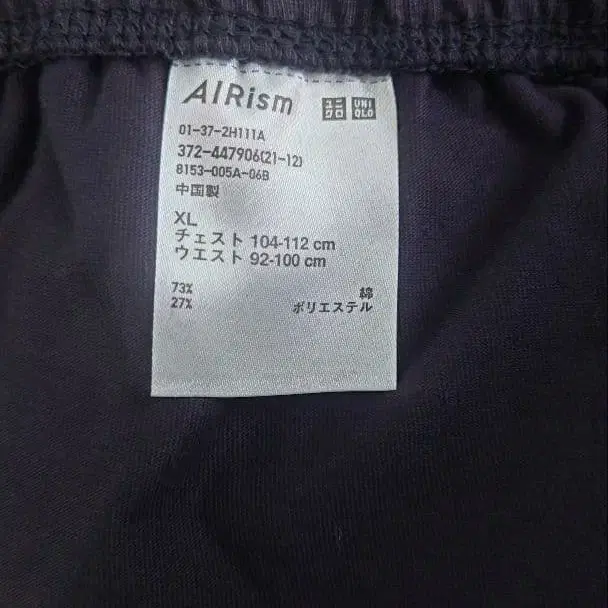 AIRism ユニクロ UNIQLO
01-37-2H111A
372-447906(21-12)
8153-005A-06B
中国製
XL
チェスト 104-112 cm
ウエスト 92-100 cm
73% 綿
27% ポリエステル